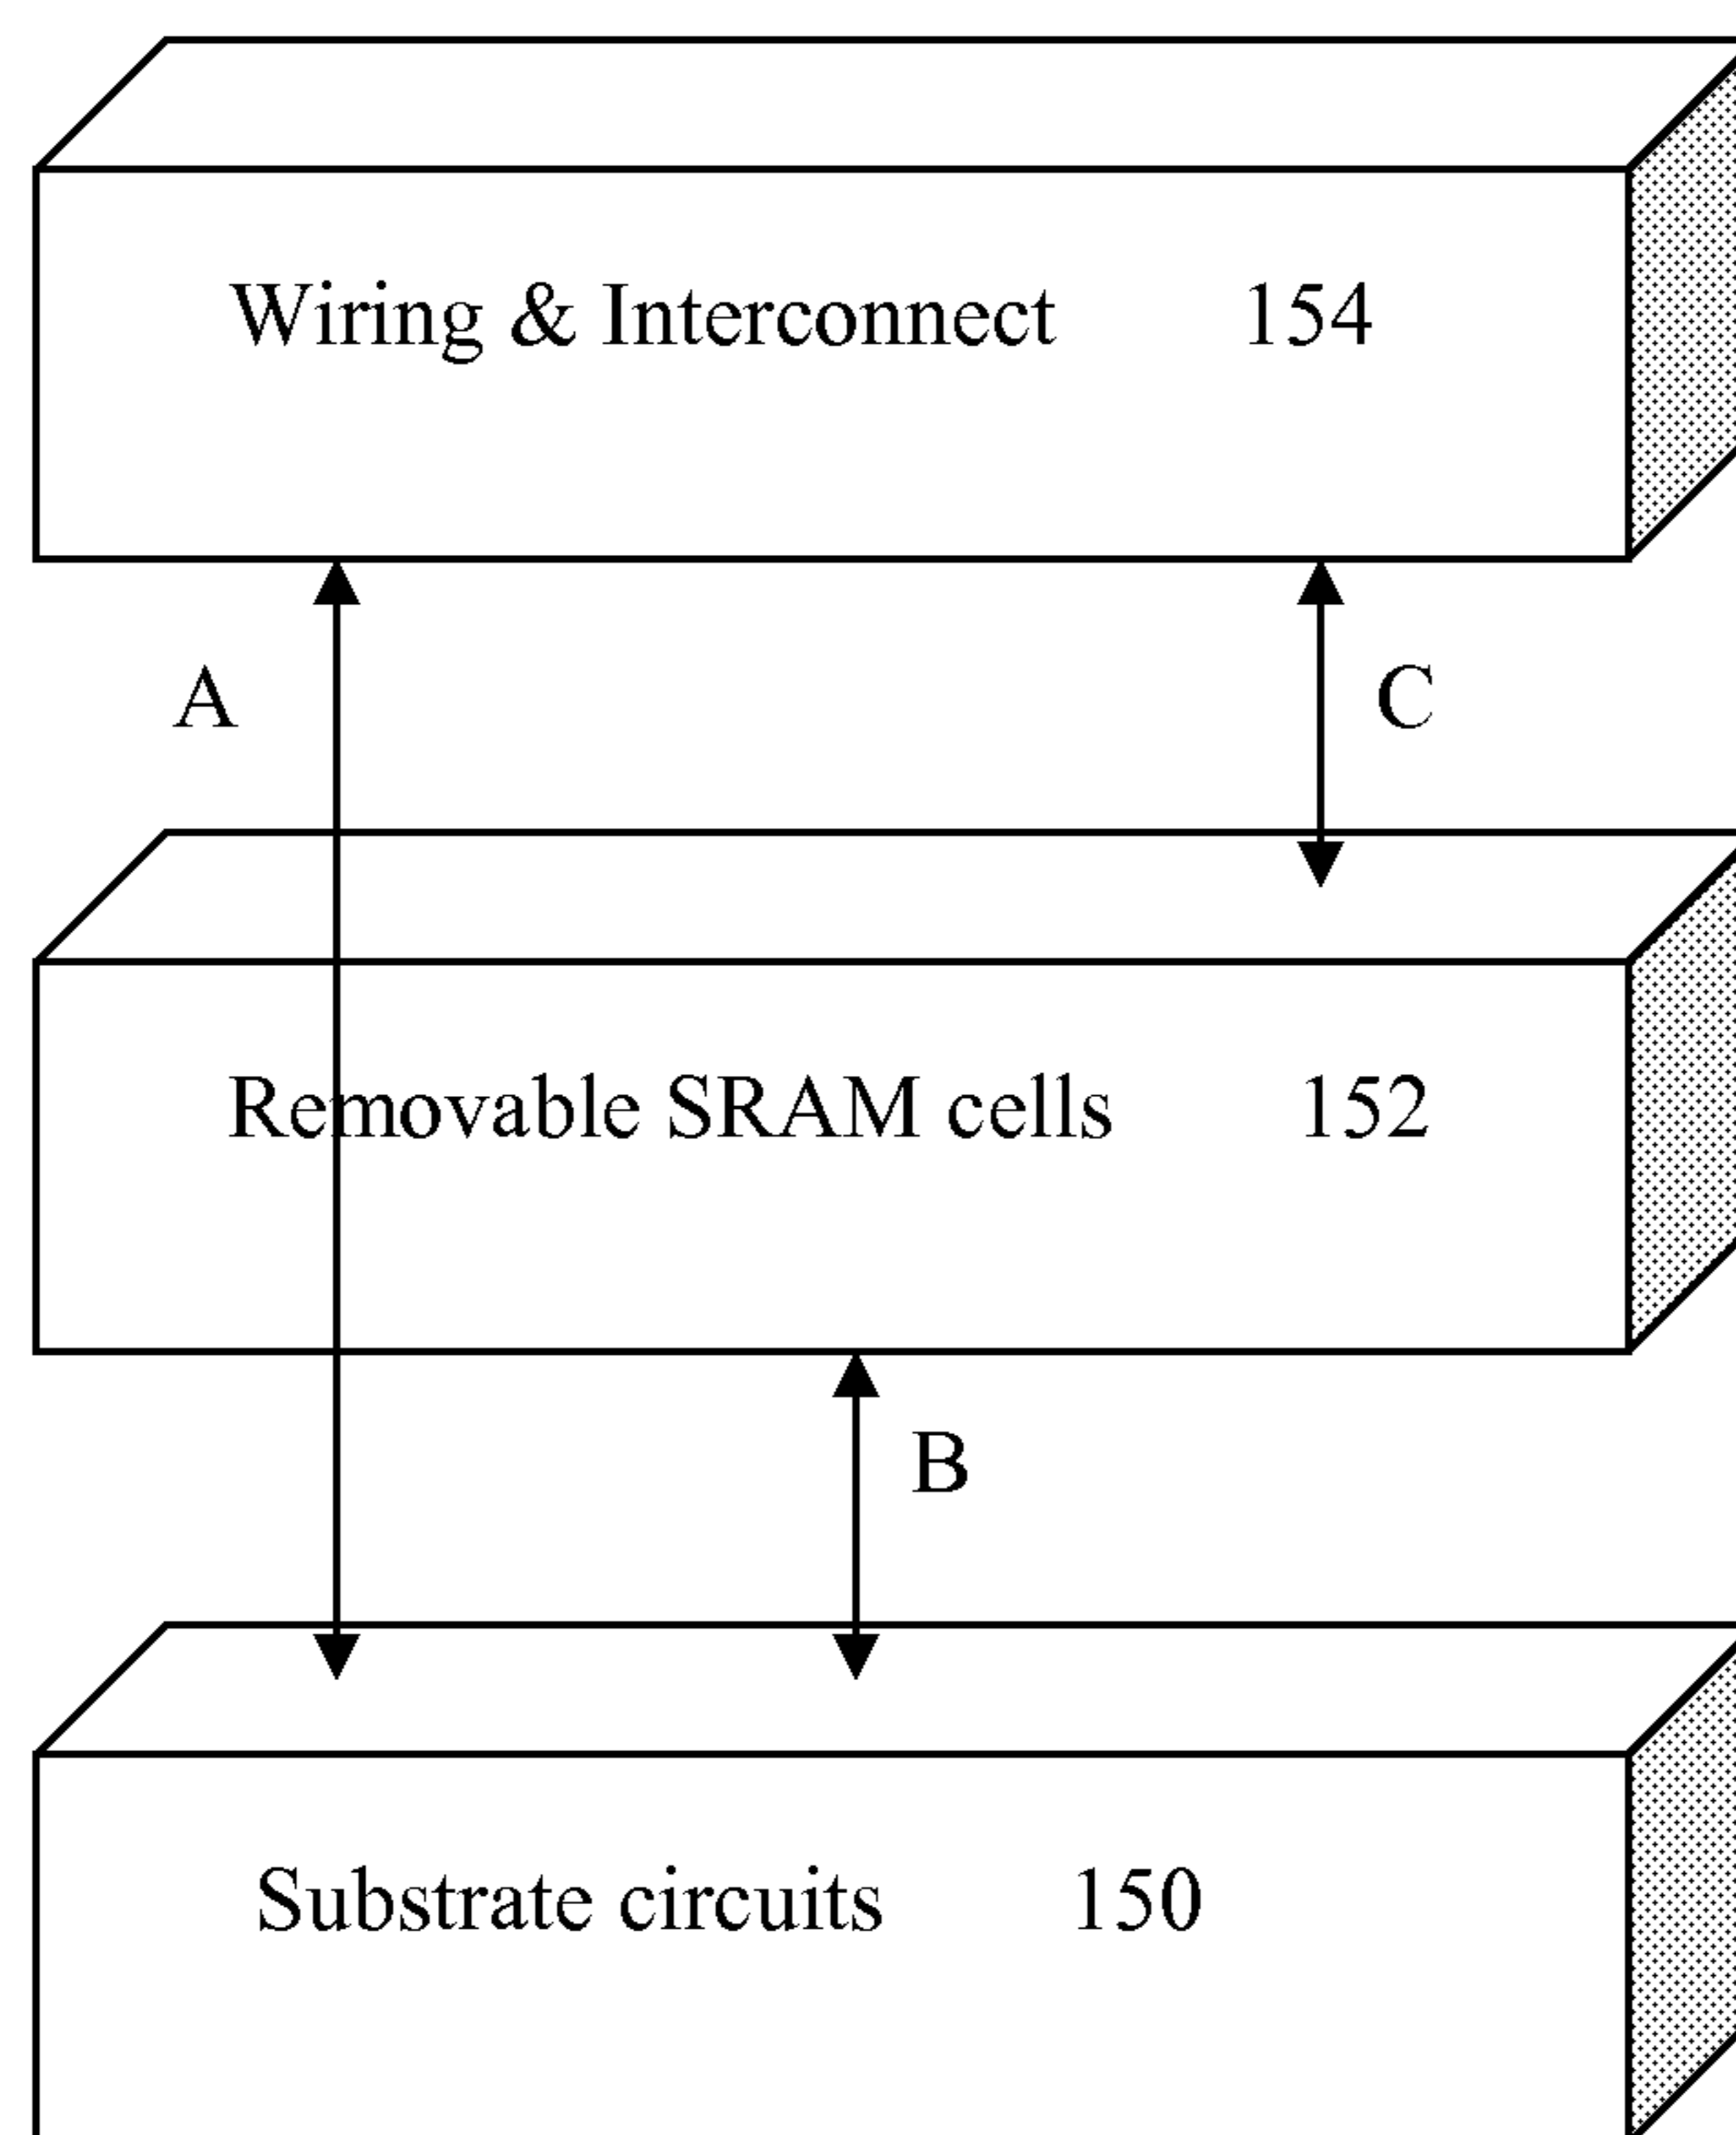 Wiring & Interconnect 154
A
C
Removable SRAM cells 152
B
Substrate circuits 150